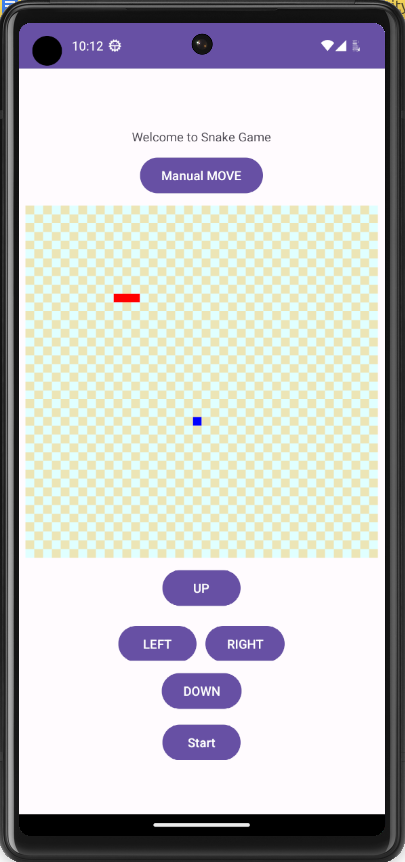 10:12
Welcome to Snake Game
Manual MOVE
UP
LEFT RIGHT
DOWN
Start